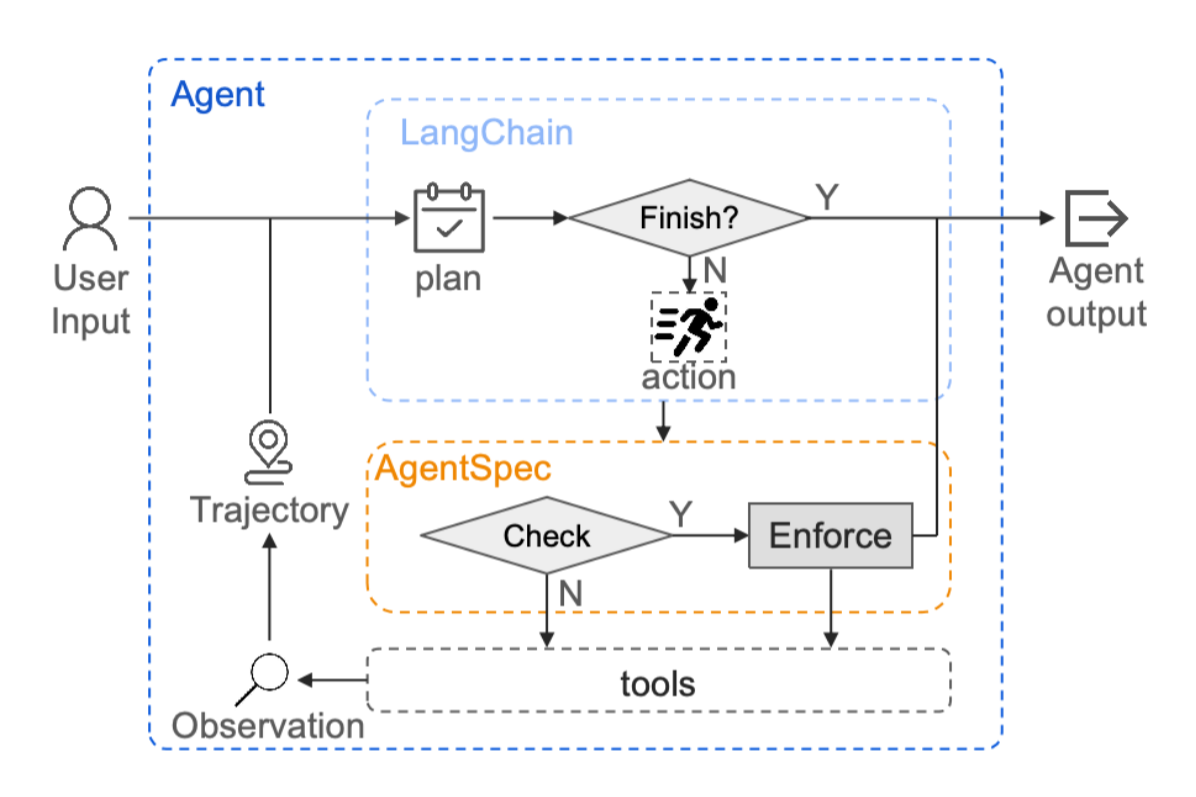 Agent
LangChain
User
Input
plan
Finish?
Y
N
action
Agent
output
AgentSpec
Check
Y
Enforce
N
Trajectory
tools
Observation